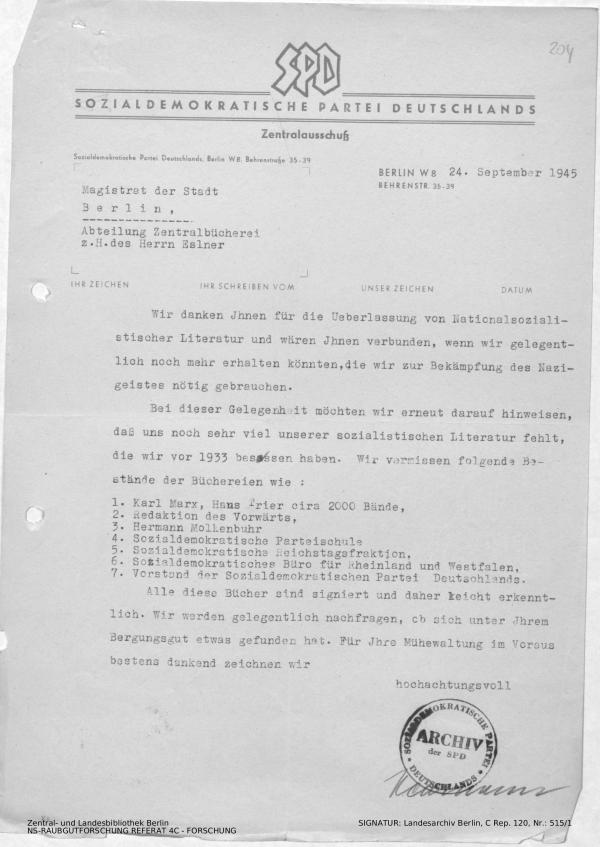 204
SPD
SOZIALDEMOKRATISCHE PARTEI DEUTSCHLANDS
Zentralausschuß
Sozialdemokratische Partei Deutschlands, Berlin W 8, Behrenstraße 35-39
BERLIN W 8 24. September 1945
BEHRENSTR. 35-39
Magistrat der Stadt
B e r l i n ,
Abteilung Zentralbücherei
z.H.des Herrn Eslner
IHR ZEICHEN IHR SCHREIBEN VOM UNSER ZEICHEN DATUM
Wir danken Jhnen für die Ueberlassung von Nationalsoziali-
stischer Literatur und wären Jhnen verbunden, wenn wir gelegent-
lich noch mehr erhalten könnten,die wir zur Bekämpfung des Nazi-
geistes nötig gebrauchen.
Bei dieser Gelegenheit möchten wir erneut darauf hinweisen,
daß uns noch sehr viel unserer sozialistischen Literatur fehlt,
die wir vor 1933 besessen haben. Wir vermissen folgende Be-
stände der Büchereien wie :
1. Karl Marx, Hans frier cira 2000 Bände,
2. Redaktion des Vorwärts,
3. Hermann Molkenbuhr
4. Sozialdemokratische Parteischule
5. Sozialdemokratische Reichstagsfraktion,
6. Sozialdemokratisches Büro für Rheinland und Westfalen,
7. Vorstand der Sozialdemokratischen Partei Deutschlands.
Alle diese Bücher sind signiert und daher leicht erkennt-
lich. Wir werden gelegentlich nachfragen, ob sich unter Jhrem
Bergungsgut etwas gefunden hat. Für Jhre Mühewaltung im Voraus
bestens dankend zeichnen wir
hochachtungsvoll
SOZIALDEMOKRATISCHE PARTEI
ARCHIV
der SPD
DEUTSCHLANDS
Zentral- und Landesbibliothek Berlin
NS-RAUBGUTFORSCHUNG REFERAT 4C - FORSCHUNG
SIGNATUR: Landesarchiv Berlin, C Rep. 120, Nr.: 515/1